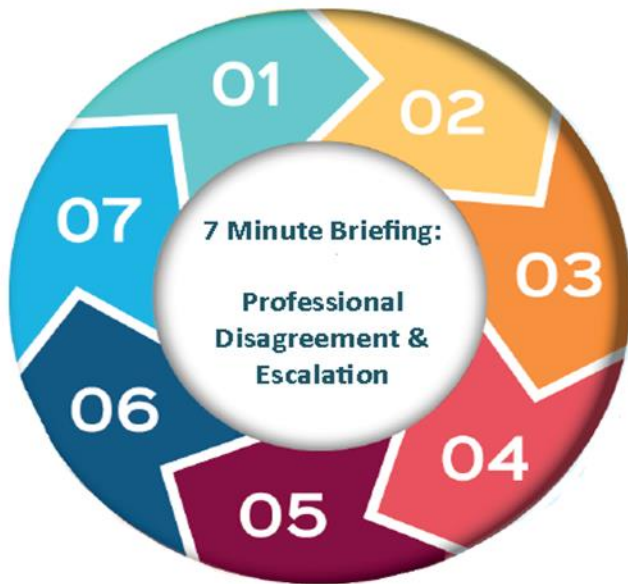 01
02
03
04
05
06
07
7 Minute Briefing:
Professional
Disagreement &
Escalation